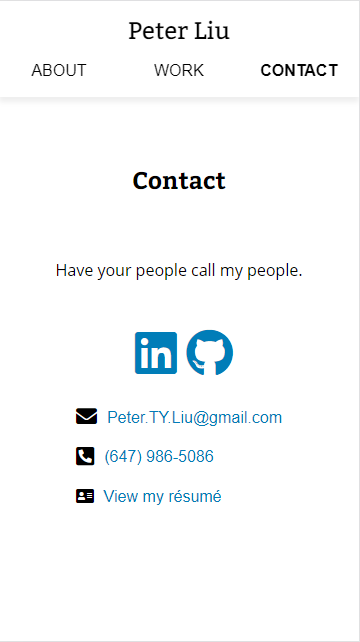 Peter Liu
ABOUT WORK CONTACT
Contact
Have your people call my people.
in
Peter.TY.Liu@gmail.com
(647) 986-5086
View my résumé